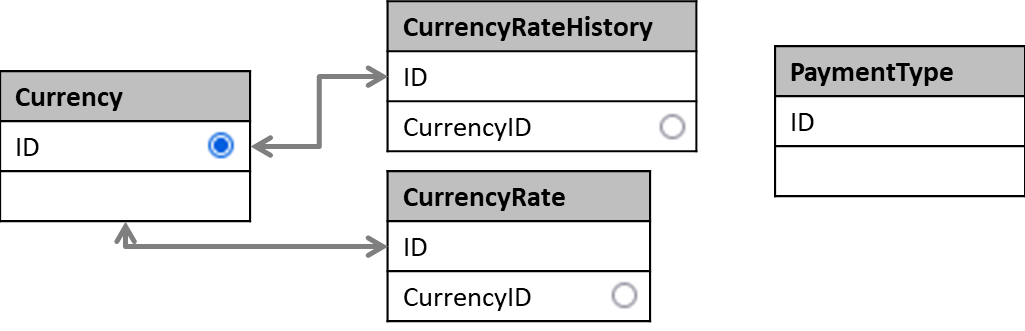 Currency
ID
CurrencyRateHistory
ID
CurrencyID
CurrencyRate
ID
CurrencyID
PaymentType
ID